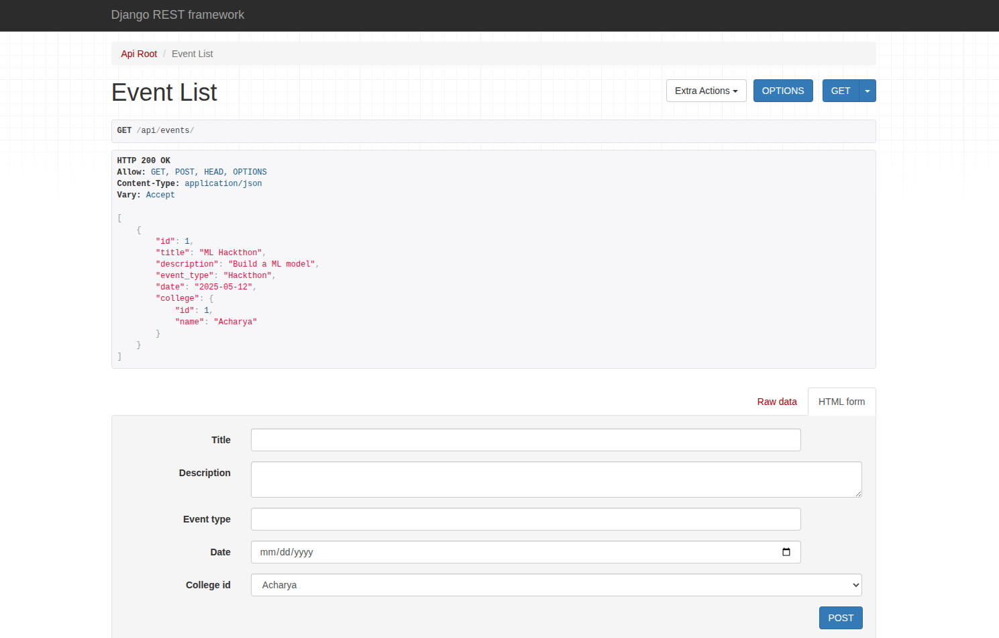 Django REST framework
Api Root / Event List
Event List
Extra Actions
OPTIONS
GET
GET /api/events/
HTTP 200 OK
Allow: GET, POST, HEAD, OPTIONS
Content-Type: application/json
Vary: Accept
[
    {
        "id": 1,
        "title": "ML Hackthon",
        "description": "Build a ML model",
        "event_type": "Hackthon",
        "date": "2025-05-12",
        "college": {
            "id": 1,
            "name": "Acharya"
        }
    }
]
Raw data
HTML form
Title
Description
Event type
Date mm/dd/yyyy
College id Acharya
POST